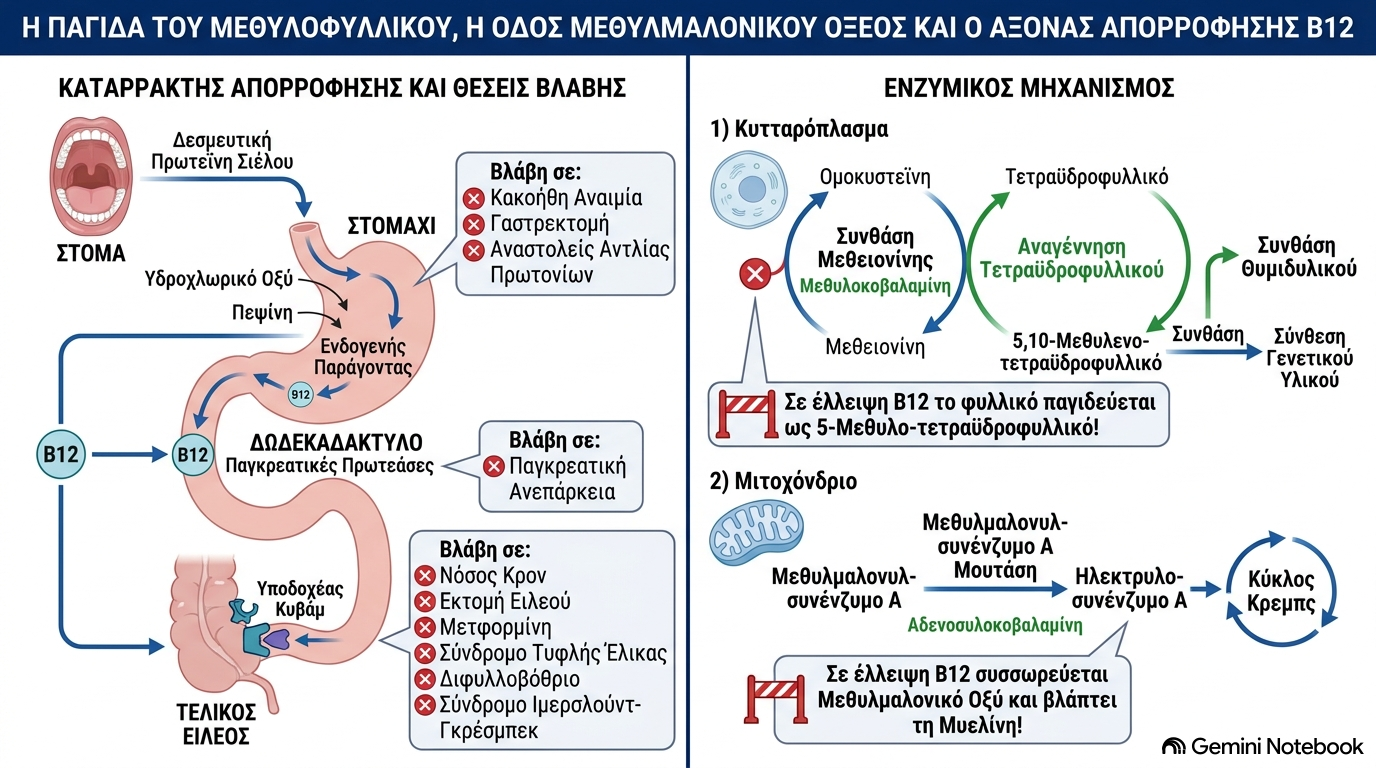 Η ΠΑΓΙΔΑ ΤΟΥ ΜΕΘΥΛΟΦΥΛΛΙΚΟΥ, Η ΟΔΟΣ ΜΕΘΥΛΜΑΛΟΝΙΚΟΥ ΟΞΕΟΣ ΚΑΙ Ο ΑΞΟΝΑΣ ΑΠΟΡΡΟΦΗΣΗΣ Β12
ΚΑΤΑΡΡΑΚΤΗΣ ΑΠΟΡΡΟΦΗΣΗΣ ΚΑΙ ΘΕΣΕΙΣ ΒΛΑΒΗΣ
ΣΤΟΜΑ
Δεσμευτική
Πρωτεΐνη Σιέλου
ΣΤΟΜΑΧΙ
Βλάβη σε:
Κακοήθη Αναιμία
Γαστρεκτομή
Αναστολείς Αντλίας
Πρωτονίων
Υδροχλωρικό Οξύ
Πεψίνη
Ενδογενής
Παράγοντας
912
Β12
Β12
ΔΩΔΕΚΑΔΑΚΤΥΛΟ
Παγκρεατικές Πρωτεάσες
Βλάβη σε:
Παγκρεατική
Ανεπάρκεια
Υποδοχέας
Κυβάμ
ΤΕΛΙΚΟΣ
ΕΙΛΕΟΣ
Βλάβη σε:
Νόσος Κρον
Εκτομή Ειλεού
Μετφορμίνη
Σύνδρομο Τυφλής Έλικας
Διφυλλοβόθριο
Σύνδρομο Ιμερσλούντ-
Γκρέσμπεκ
ΕΝΖΥΜΙΚΟΣ ΜΗΧΑΝΙΣΜΟΣ
1) Κυτταρόπλασμα
Ομοκυστεΐνη
Συνθάση
Μεθειονίνης
Μεθυλοκοβαλαμίνη
Μεθειονίνη
Τετραϋδροφυλλικό
Αναγέννηση
Τετραϋδροφυλλικού
5,10-Μεθυλενο-
τετραϋδροφυλλικό
Συνθάση
Θυμιδυλικού
Συνθάση
Σύνθεση
Γενετικού
Υλικού
Σε έλλειψη Β12 το φυλλικό παγιδεύεται
ως 5-Μεθυλο-τετραϋδροφυλλικό!
2) Μιτοχόνδριο
Μεθυλμαλονυλ-
συνένζυμο Α
Μεθυλμαλονυλ-
συνένζυμο Α
Μουτάση
Αδενοσυλοκοβαλαμίνη
Ηλεκτρυλο-
συνένζυμο Α
Κύκλος
Κρεμπς
Σε έλλειψη Β12 συσσωρεύεται
Μεθυλμαλονικό Οξύ και βλάπτει
τη Μυελίνη!
Gemini Notebook